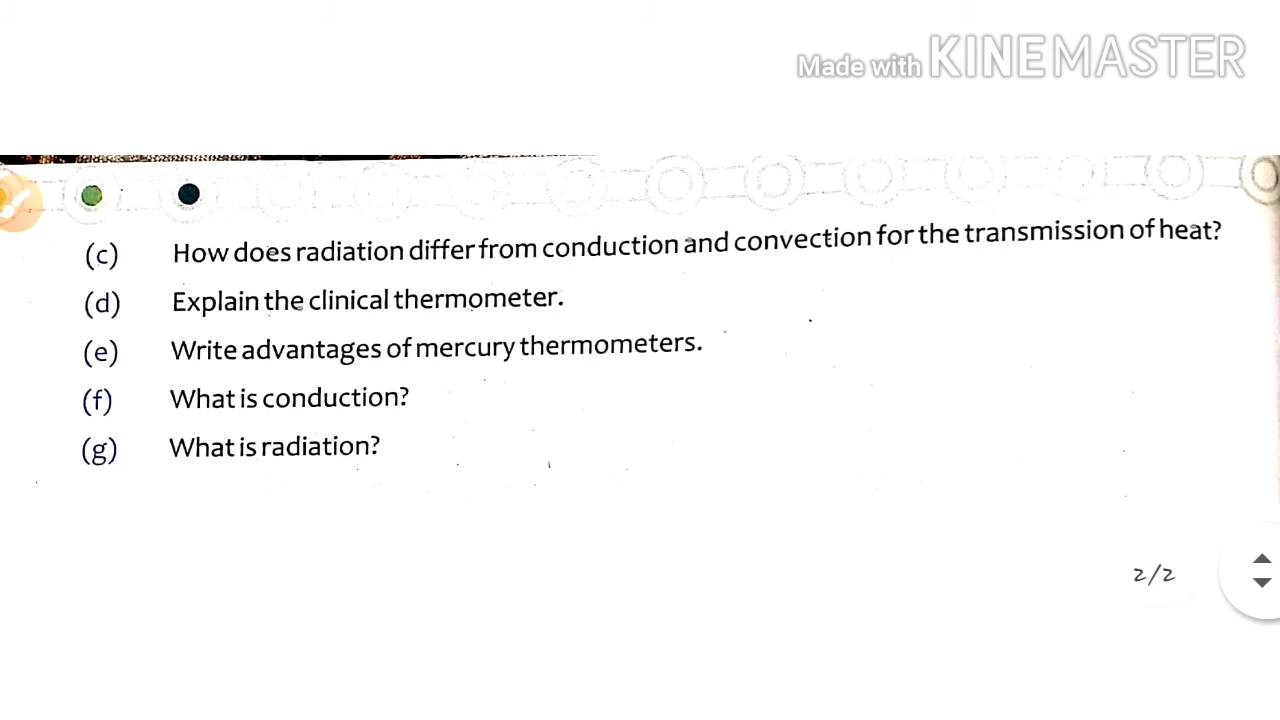 Made with KINEMASTER
(c) How does radiation differ from conduction and convection for the transmission of heat?
(d) Explain the clinical thermometer.
(e) Write advantages of mercury thermometers.
(f) What is conduction?
(g) What is radiation?
2/2